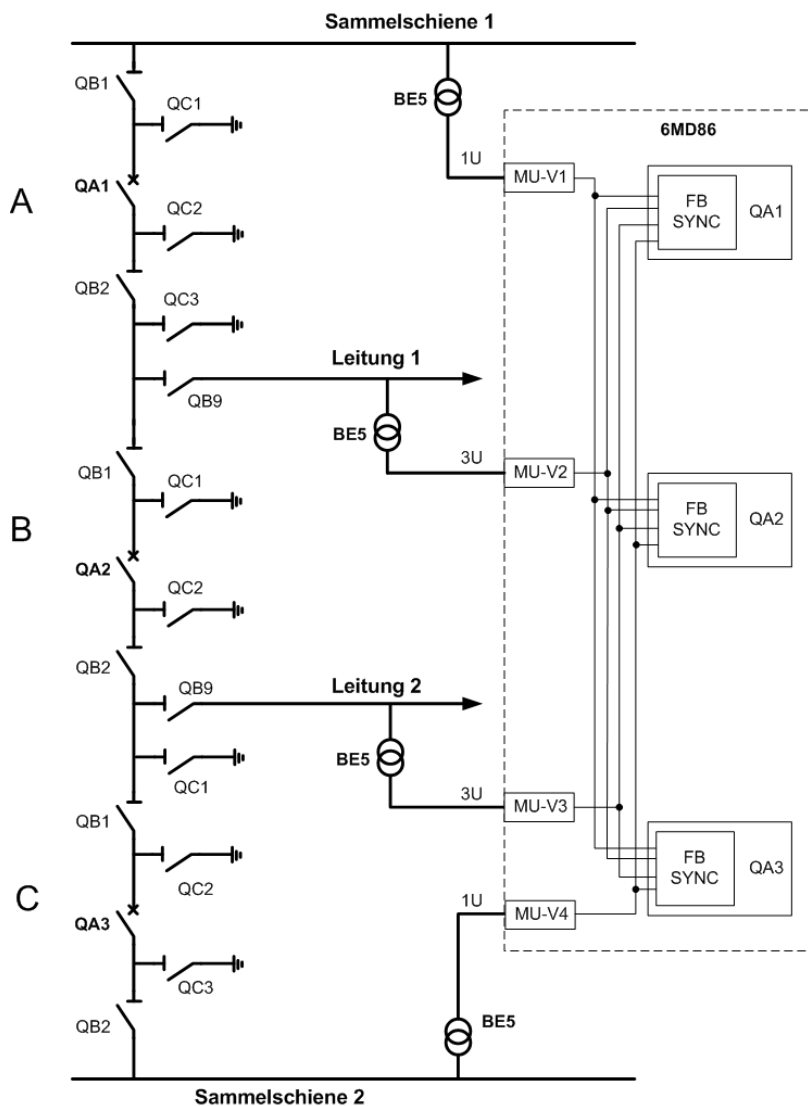 Sammelschiene 1
QB1
QC1
BE5
6MD86
1U
MU-V1
FB
SYNC
QA1
A
QA1
QC2
QB2
QC3
Leitung 1
QB9
BE5
3U
MU-V2
FB
SYNC
QA2
QB1
QC1
B
QA2
QC2
QB2
QB9
Leitung 2
BE5
QC1
3U
MU-V3
QB1
QC2
FB
SYNC
QA3
C
1U
MU-V4
QA3
QC3
QB2
BE5
Sammelschiene 2